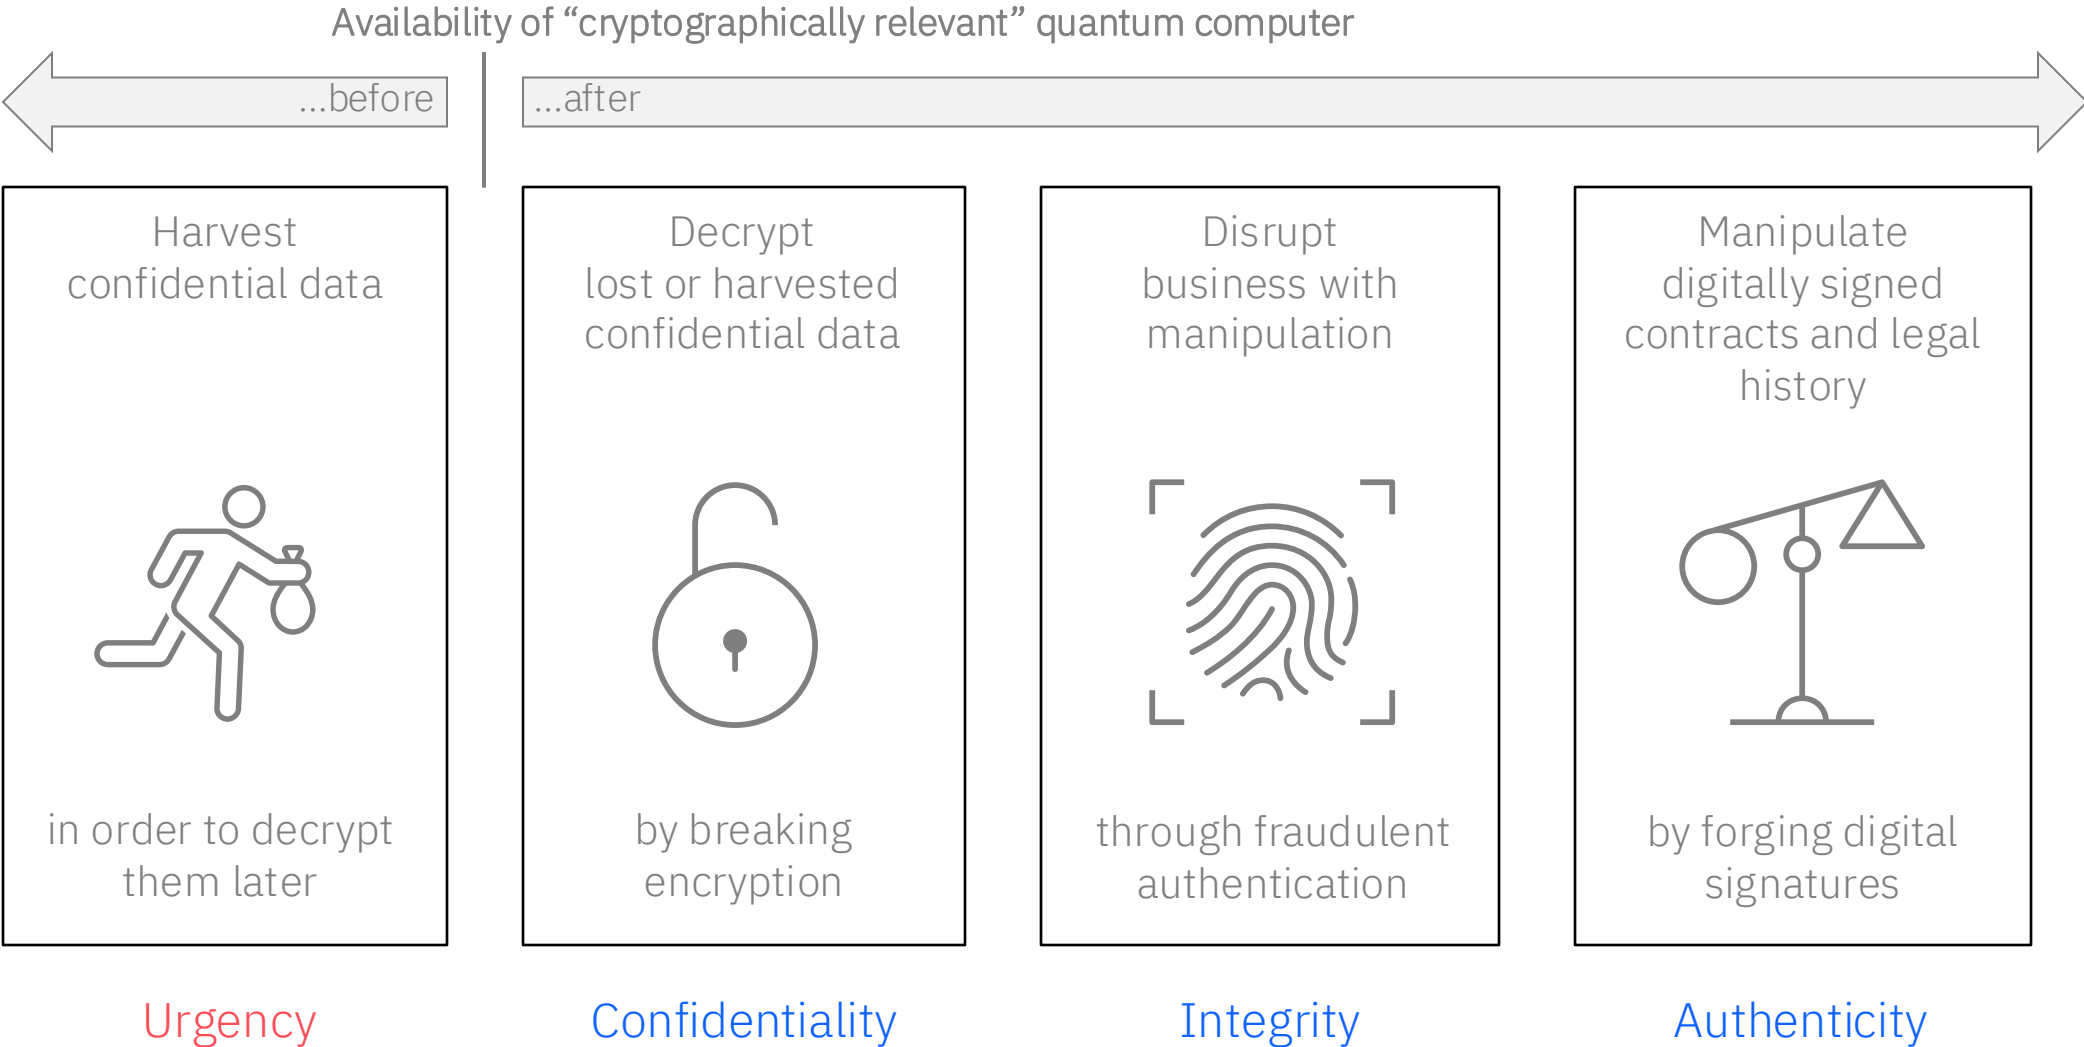 Availability of “cryptographically relevant” quantum computer
...before
...after
Harvest
confidential data
in order to decrypt
them later
Urgency
Decrypt
lost or harvested
confidential data
by breaking
encryption
Confidentiality
Disrupt
business with
manipulation
through fraudulent
authentication
Integrity
Manipulate
digitally signed
contracts and legal
history
by forging digital
signatures
Authenticity